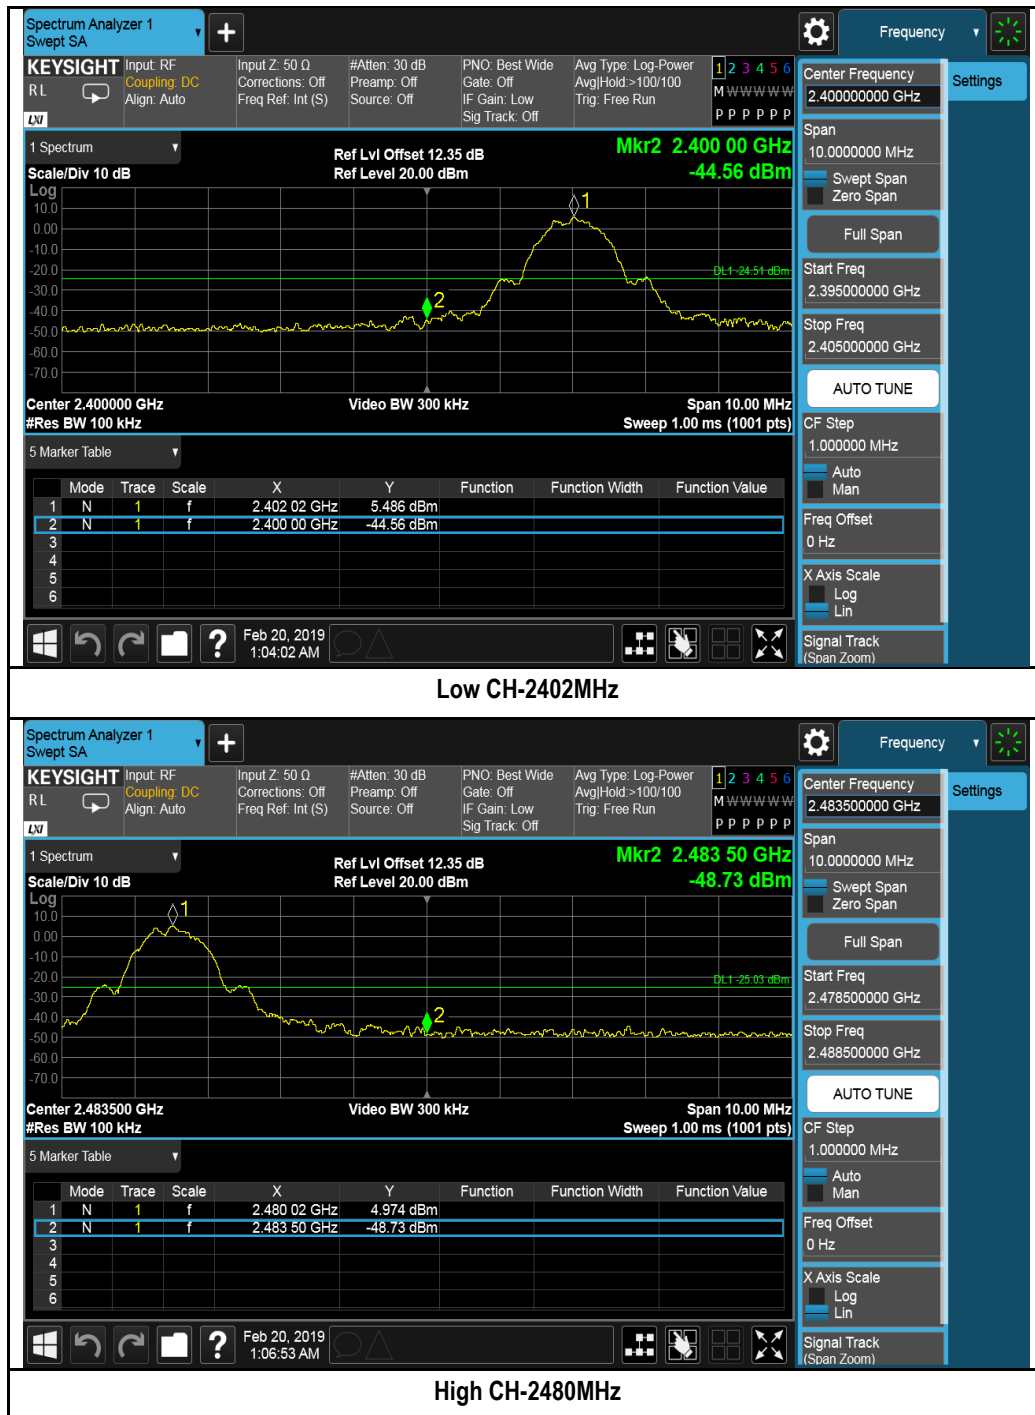 Spectrum Analyzer 1
Swept SA
+
Frequency
KEYSIGHT
R L
LXI
Input: RF
Coupling: DC
Align: Auto
Input Z: 50 Ω
Corrections: Off
Freq Ref: Int (S)
#Atten: 30 dB
Preamp: Off
Source: Off
PNO: Best Wide
Gate: Off
IF Gain: Low
Sig Track: Off
Avg Type: Log-Power
Avg|Hold:>100/100
Trig: Free Run
1 2 3 4 5 6
M W W W W W
P P P P P P
Center Frequency
2.400000000 GHz
Settings
Span
10.0000000 MHz
Swept Span
Zero Span
Full Span
Start Freq
2.395000000 GHz
Stop Freq
2.405000000 GHz
AUTO TUNE
CF Step
1.000000 MHz
Auto
Man
Freq Offset
0 Hz
X Axis Scale
Log
Lin
Signal Track
(Span Zoom)
1 Spectrum
Scale/Div 10 dB
Ref Lvl Offset 12.35 dB
Ref Level 20.00 dBm
Mkr2 2.400 00 GHz
-44.56 dBm
Log
10.0
0.00
-10.0
-20.0
-30.0
-40.0
-50.0
-60.0
-70.0
1
2
DL1 -24.51 dBm
Center 2.400000 GHz
Video BW 300 kHz
Span 10.00 MHz
#Res BW 100 kHz
Sweep 1.00 ms (1001 pts)
5 Marker Table
Mode Trace Scale X Y Function Function Width Function Value
1 N 1 f 2.402 02 GHz 5.486 dBm
2 N 1 f 2.400 00 GHz -44.56 dBm
3
4
5
6
?
Feb 20, 2019
1:04:02 AM
Low CH-2402MHz
Spectrum Analyzer 1
Swept SA
+
Frequency
KEYSIGHT
R L
LXI
Input: RF
Coupling: DC
Align: Auto
Input Z: 50 Ω
Corrections: Off
Freq Ref: Int (S)
#Atten: 30 dB
Preamp: Off
Source: Off
PNO: Best Wide
Gate: Off
IF Gain: Low
Sig Track: Off
Avg Type: Log-Power
Avg|Hold:>100/100
Trig: Free Run
1 2 3 4 5 6
M W W W W W
P P P P P P
Center Frequency
2.483500000 GHz
Settings
Span
10.0000000 MHz
Swept Span
Zero Span
Full Span
Start Freq
2.478500000 GHz
Stop Freq
2.488500000 GHz
AUTO TUNE
CF Step
1.000000 MHz
Auto
Man
Freq Offset
0 Hz
X Axis Scale
Log
Lin
Signal Track
(Span Zoom)
1 Spectrum
Scale/Div 10 dB
Ref Lvl Offset 12.35 dB
Ref Level 20.00 dBm
Mkr2 2.483 50 GHz
-48.73 dBm
Log
10.0
0.00
-10.0
-20.0
-30.0
-40.0
-50.0
-60.0
-70.0
1
2
DL1 -25.03 dBm
Center 2.483500 GHz
Video BW 300 kHz
Span 10.00 MHz
#Res BW 100 kHz
Sweep 1.00 ms (1001 pts)
5 Marker Table
Mode Trace Scale X Y Function Function Width Function Value
1 N 1 f 2.480 02 GHz 4.974 dBm
2 N 1 f 2.483 50 GHz -48.73 dBm
3
4
5
6
?
Feb 20, 2019
1:06:53 AM
High CH-2480MHz